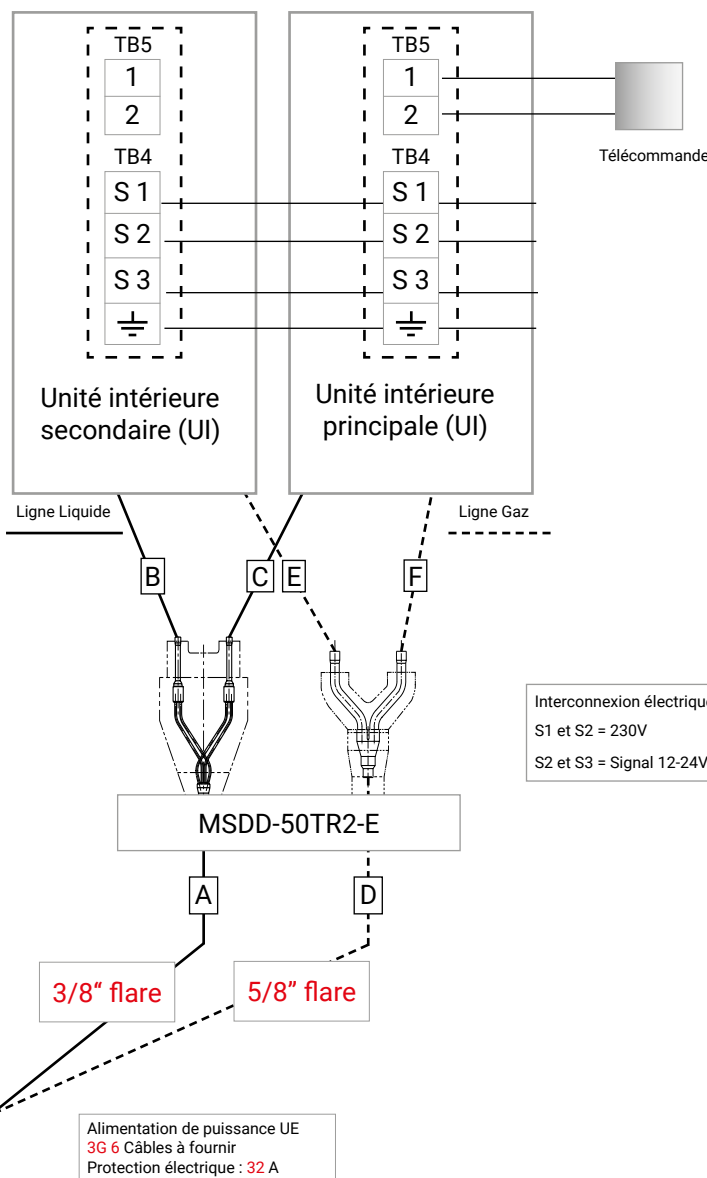 TB5
TB5
1
1
2
2
Télécommande
TB4
TB4
S 1
S 1
S 2
S 2
S 3
S 3
Unité intérieure
secondaire (UI)
Unité intérieure
principale (UI)
Ligne Liquide
Ligne Gaz
B
C
E
F
Interconnexion électrique
S1 et S2 = 230V
S2 et S3 = Signal 12-24V
MSDD-50TR2-E
A
D
3/8“ flare
5/8” flare
Alimentation de puissance UE
3G 6 Câbles à fournir
Protection électrique : 32 A